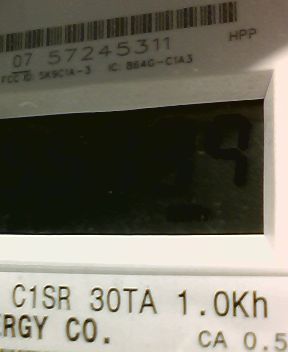 07 57245311
HPP
FCC ID: SK9C1A-3 IC: 864G-C1A3
9
C1SR 30TA 1.0Kh
ERGY CO.
CA 0.5